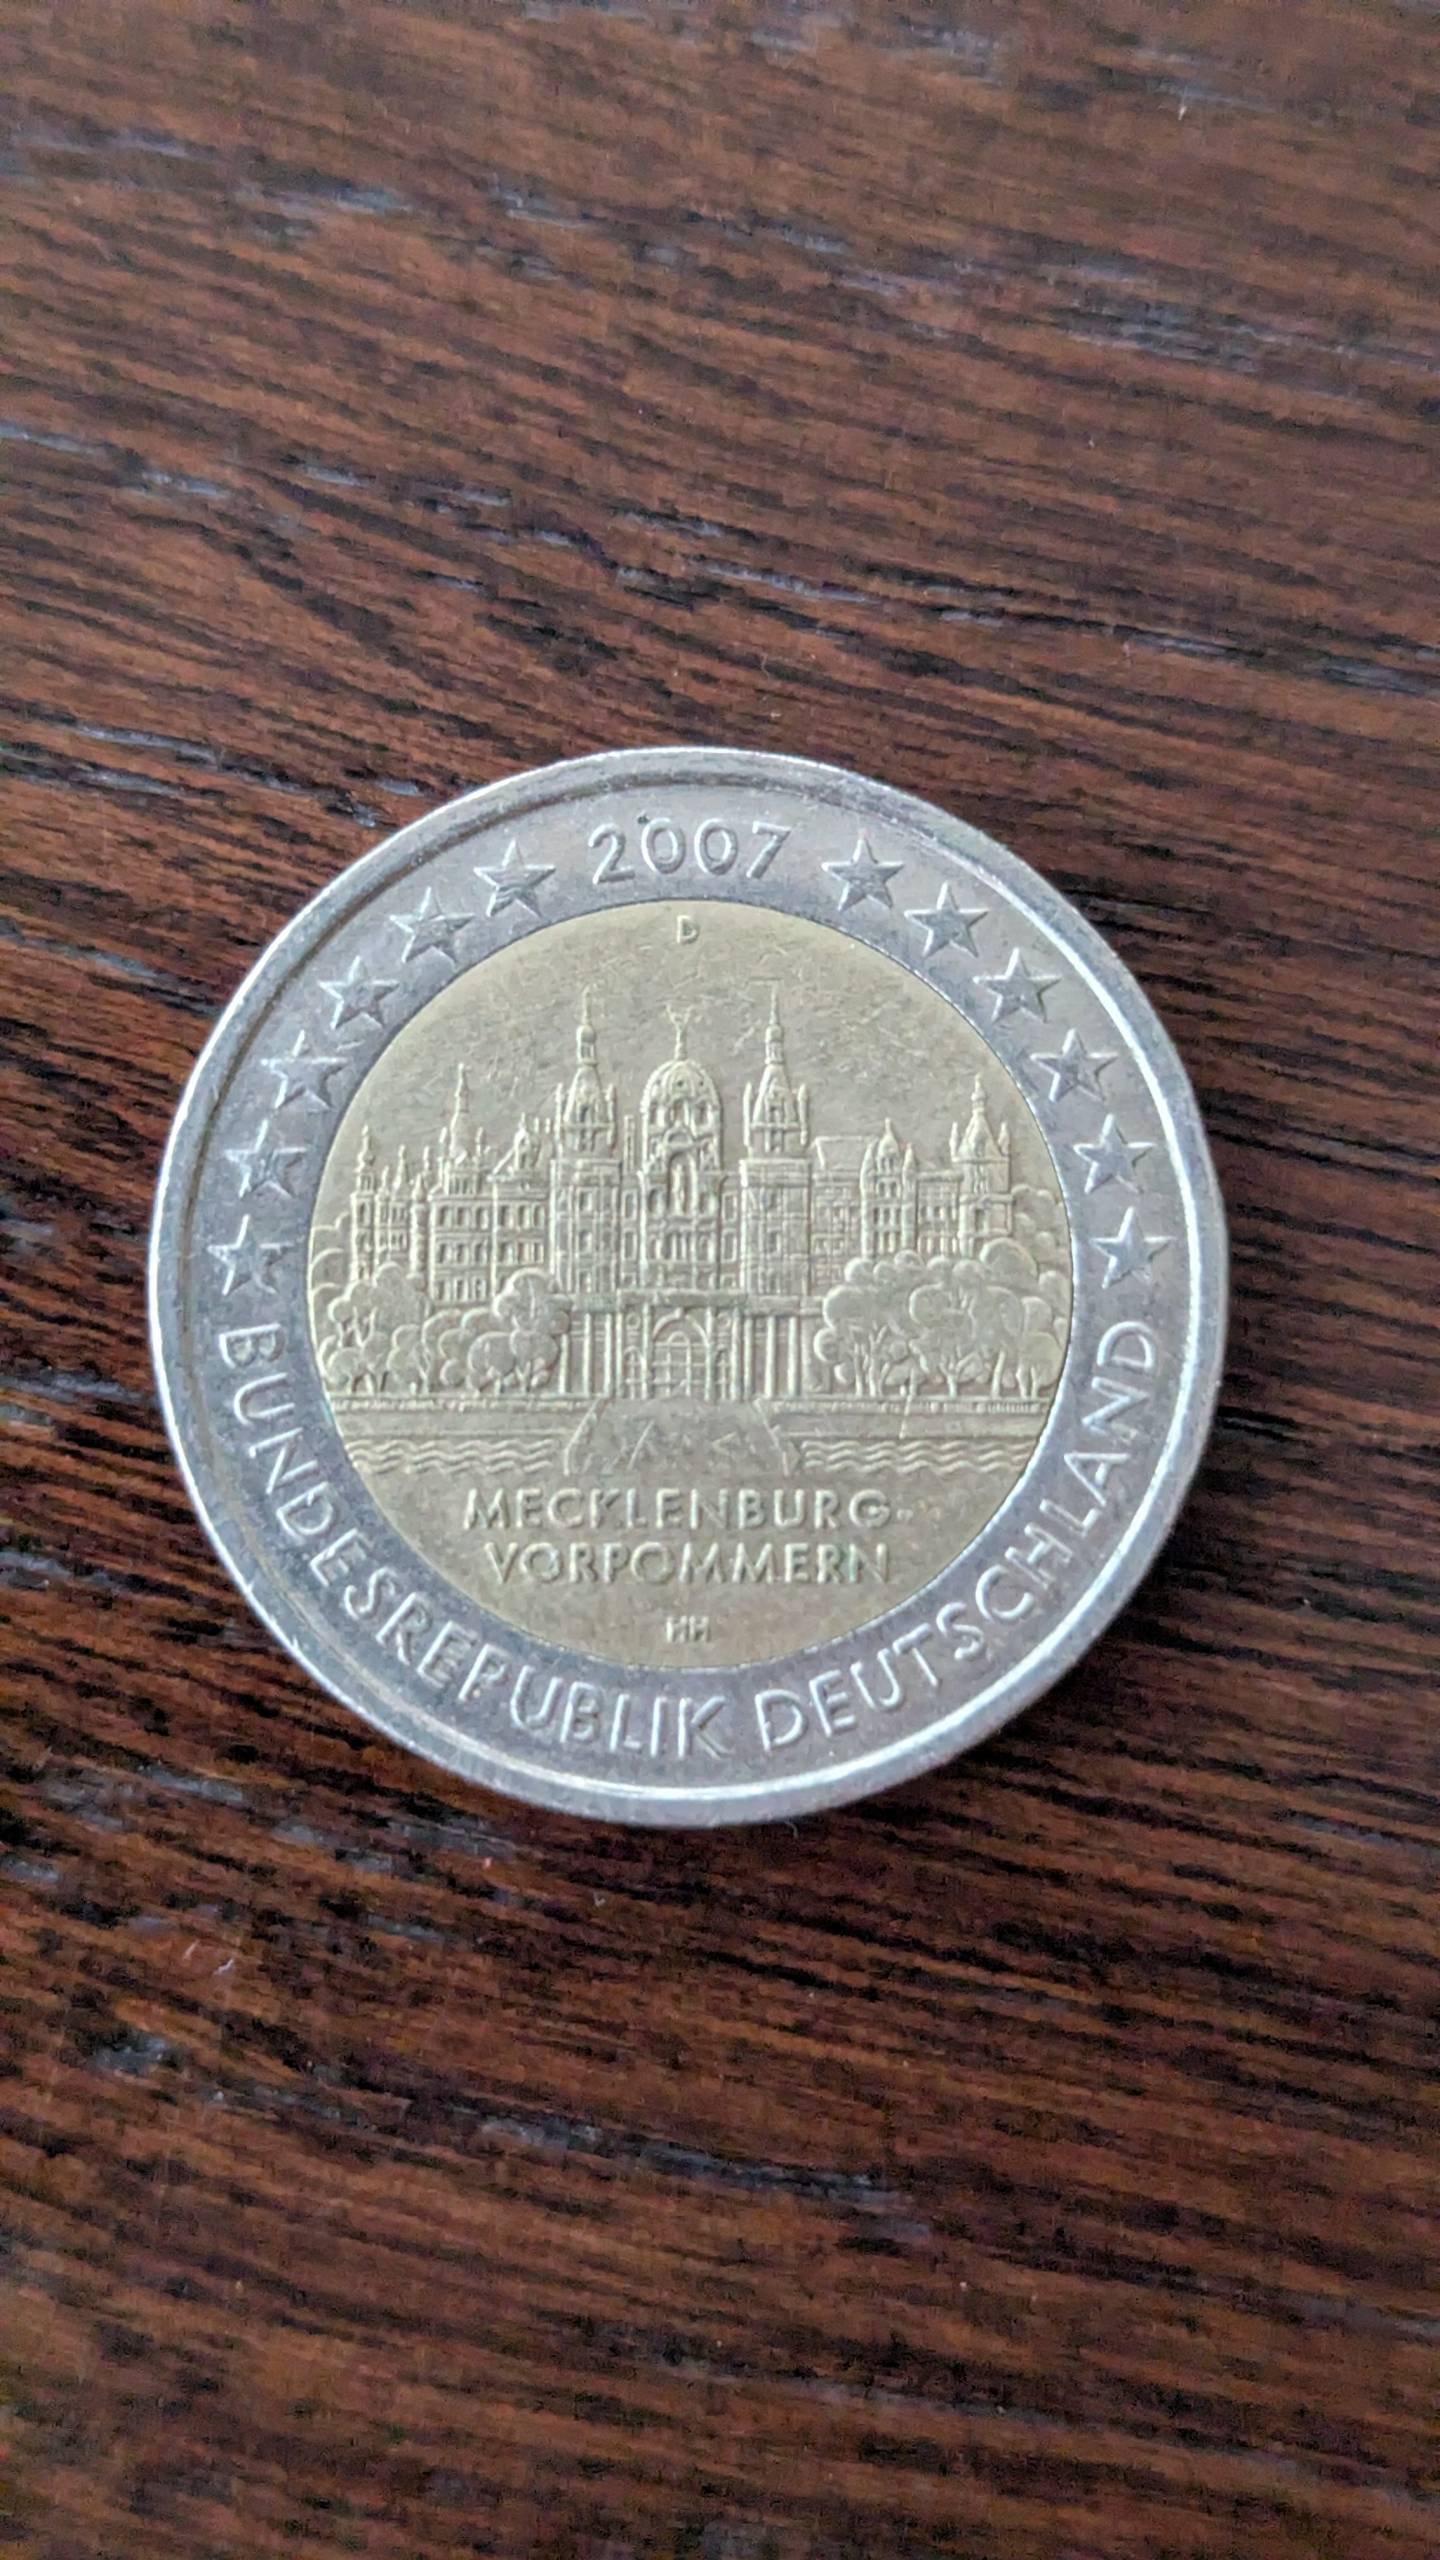 2007
D
MECKLENBURG-
VORPOMMERN
HH
BUNDESREPUBLIK DEUTSCHLAND